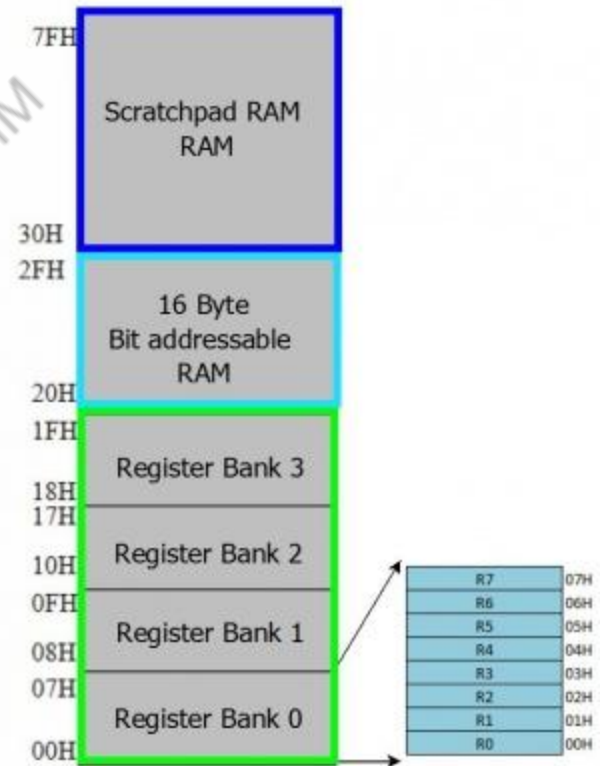 7FH
Scratchpad RAM
RAM
30H
2FH
16 Byte
Bit addressable
RAM
20H
1FH
Register Bank 3
18H
17H
Register Bank 2
10H
0FH
Register Bank 1
08H
07H
Register Bank 0
00H
R7 07H
R6 06H
R5 05H
R4 04H
R3 03H
R2 02H
R1 01H
R0 00H